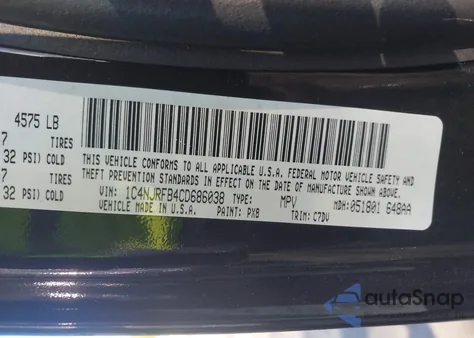 4575 LB
7 TIRES
32 PSI) COLD
7 TIRES
32 PSI) COLD
THIS VEHICLE CONFORMS TO ALL APPLICABLE U.S.A. FEDERAL MOTOR VEHICLE SAFETY AND
THEFT PREVENTION STANDARDS IN EFFECT ON THE DATE OF MANUFACTURE SHOWN ABOVE.
VIN: 1C4NJRFB4CD686038 TYPE: MPV MDH: 051801 648AA
MADE IN U.S.A. PAINT: PX8 TRIM: C7DV
autoSnap